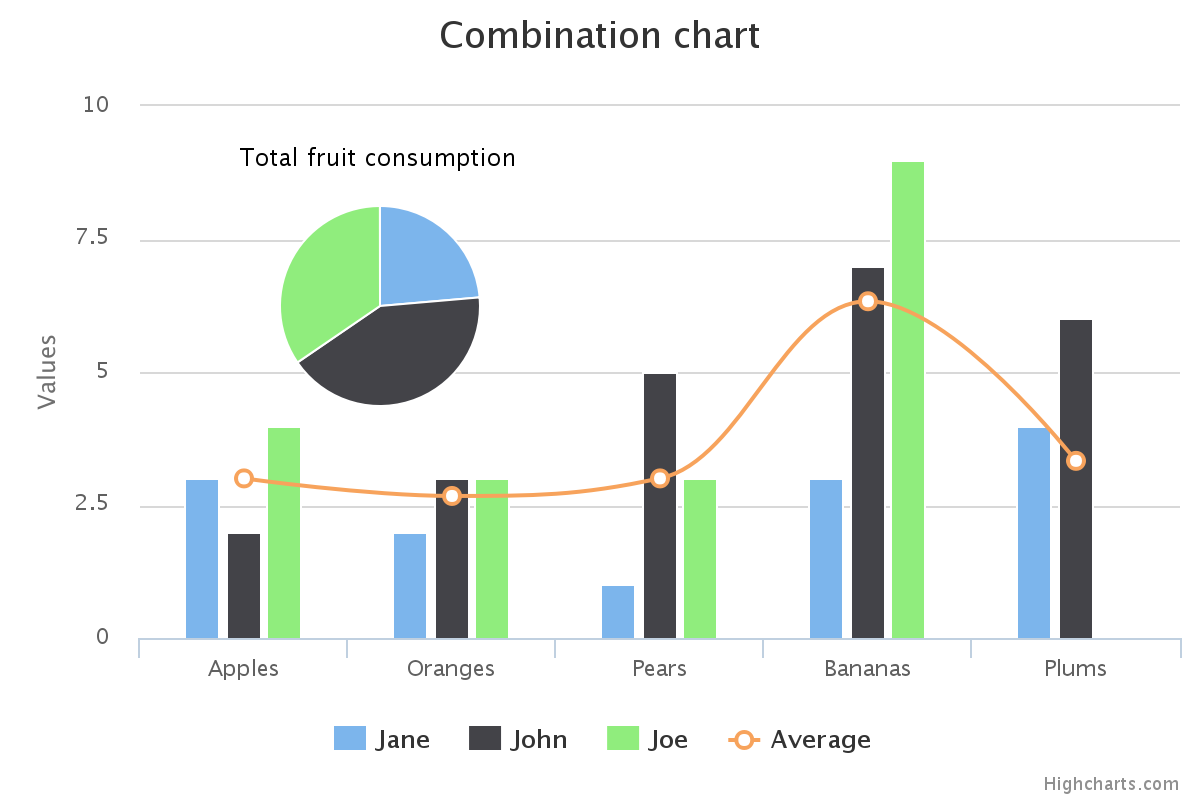 Combination chart
10
7.5
5
2.5
0
Values
Total fruit consumption
Apples Oranges Pears Bananas Plums
Jane John Joe Average
Highcharts.com